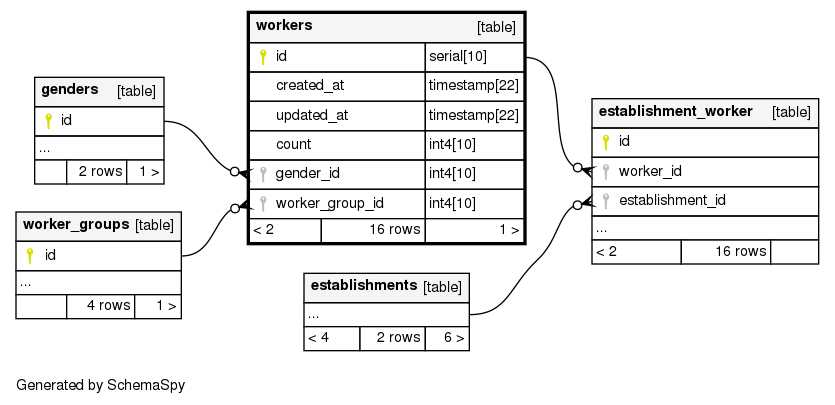 workers [table]
id serial[10]
created_at timestamp[22]
updated_at timestamp[22]
count int4[10]
gender_id int4[10]
worker_group_id int4[10]
< 2 16 rows 1 >
genders [table]
id
...
2 rows 1 >
worker_groups [table]
id
...
4 rows 1 >
establishment_worker [table]
id
worker_id
establishment_id
...
< 2 16 rows
establishments [table]
...
< 4 2 rows 6 >
Generated by SchemaSpy